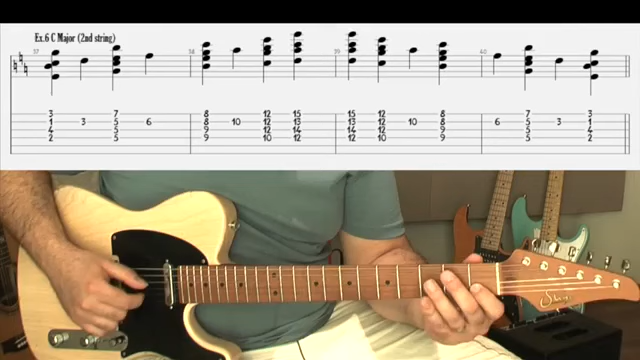 Ex.6 C Major (2nd string)
37 38 39 40
3 7 8 12 15 15 12 8 7 3
1 3 5 6 8 10 12 13 13 12 10 8 6 5 3 1
4 5 9 12 14 14 12 9 5 4
2 5 9 10 12 12 10 9 5 2